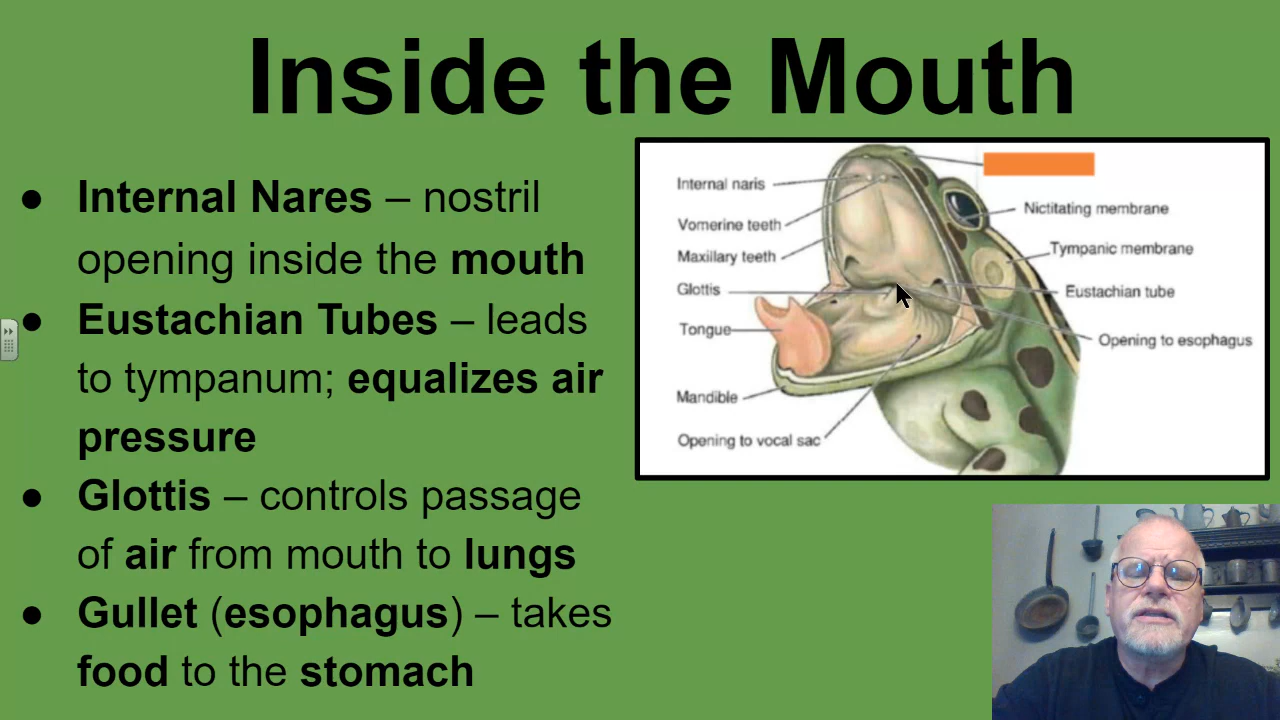 Inside the Mouth
● Internal Nares – nostril
opening inside the mouth
● Eustachian Tubes – leads
to tympanum; equalizes air
pressure
● Glottis – controls passage
of air from mouth to lungs
● Gullet (esophagus) – takes
food to the stomach
Internal naris
Vomerine teeth
Maxillary teeth
Glottis
Tongue
Mandible
Opening to vocal sac
Nictitating membrane
Tympanic membrane
Eustachian tube
Opening to esophagus